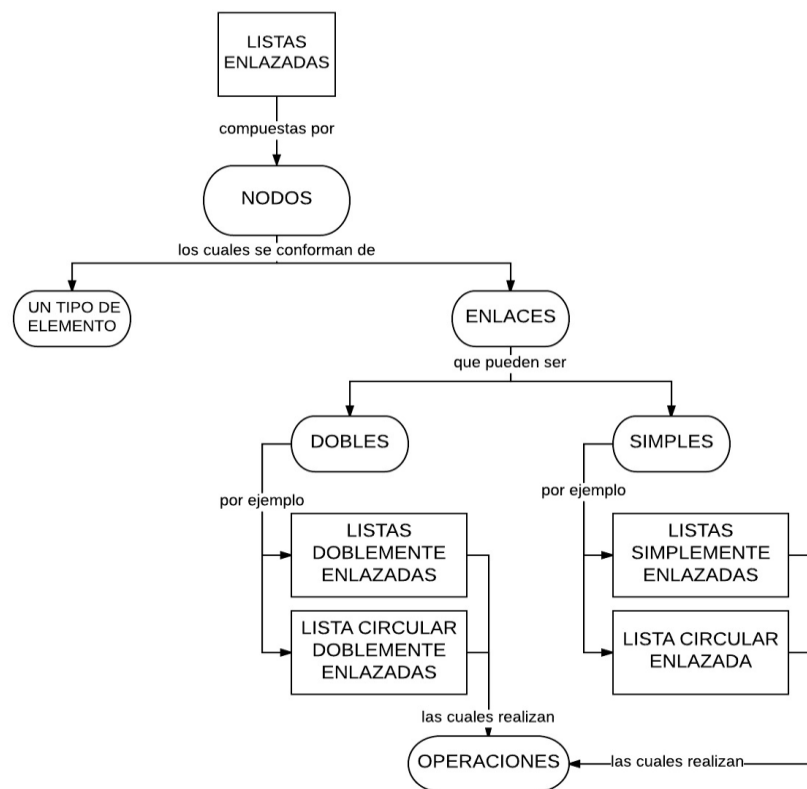 LISTAS
ENLAZADAS
compuestas por
NODOS
los cuales se conforman de
UN TIPO DE
ELEMENTO
ENLACES
que pueden ser
DOBLES
SIMPLES
por ejemplo
por ejemplo
LISTAS
DOBLEMENTE
ENLAZADAS
LISTAS
SIMPLEMENTE
ENLAZADAS
LISTA CIRCULAR
DOBLEMENTE
ENLAZADAS
LISTA CIRCULAR
ENLAZADA
las cuales realizan
OPERACIONES
las cuales realizan